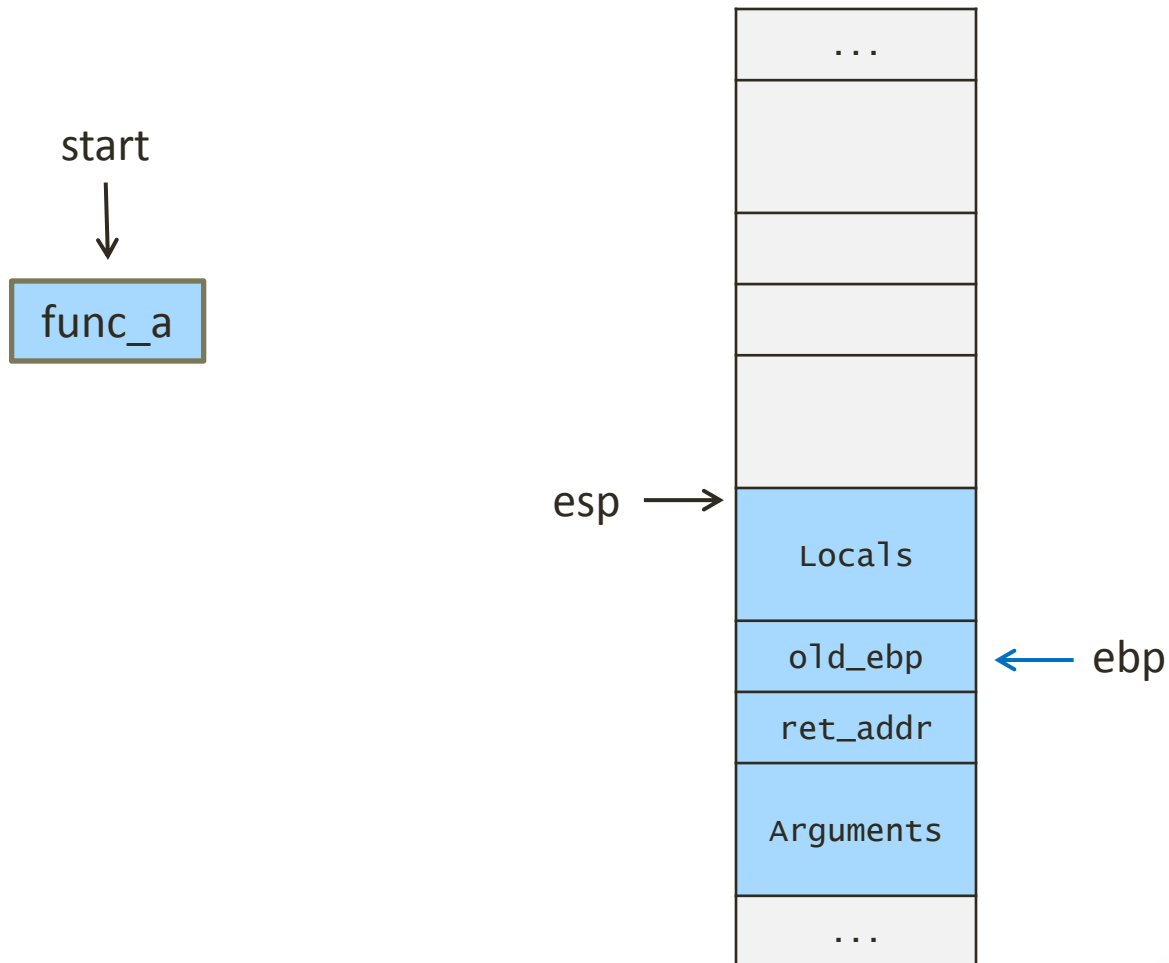 ...
start
func_a
esp
Locals
old_ebp
ebp
ret_addr
Arguments
...